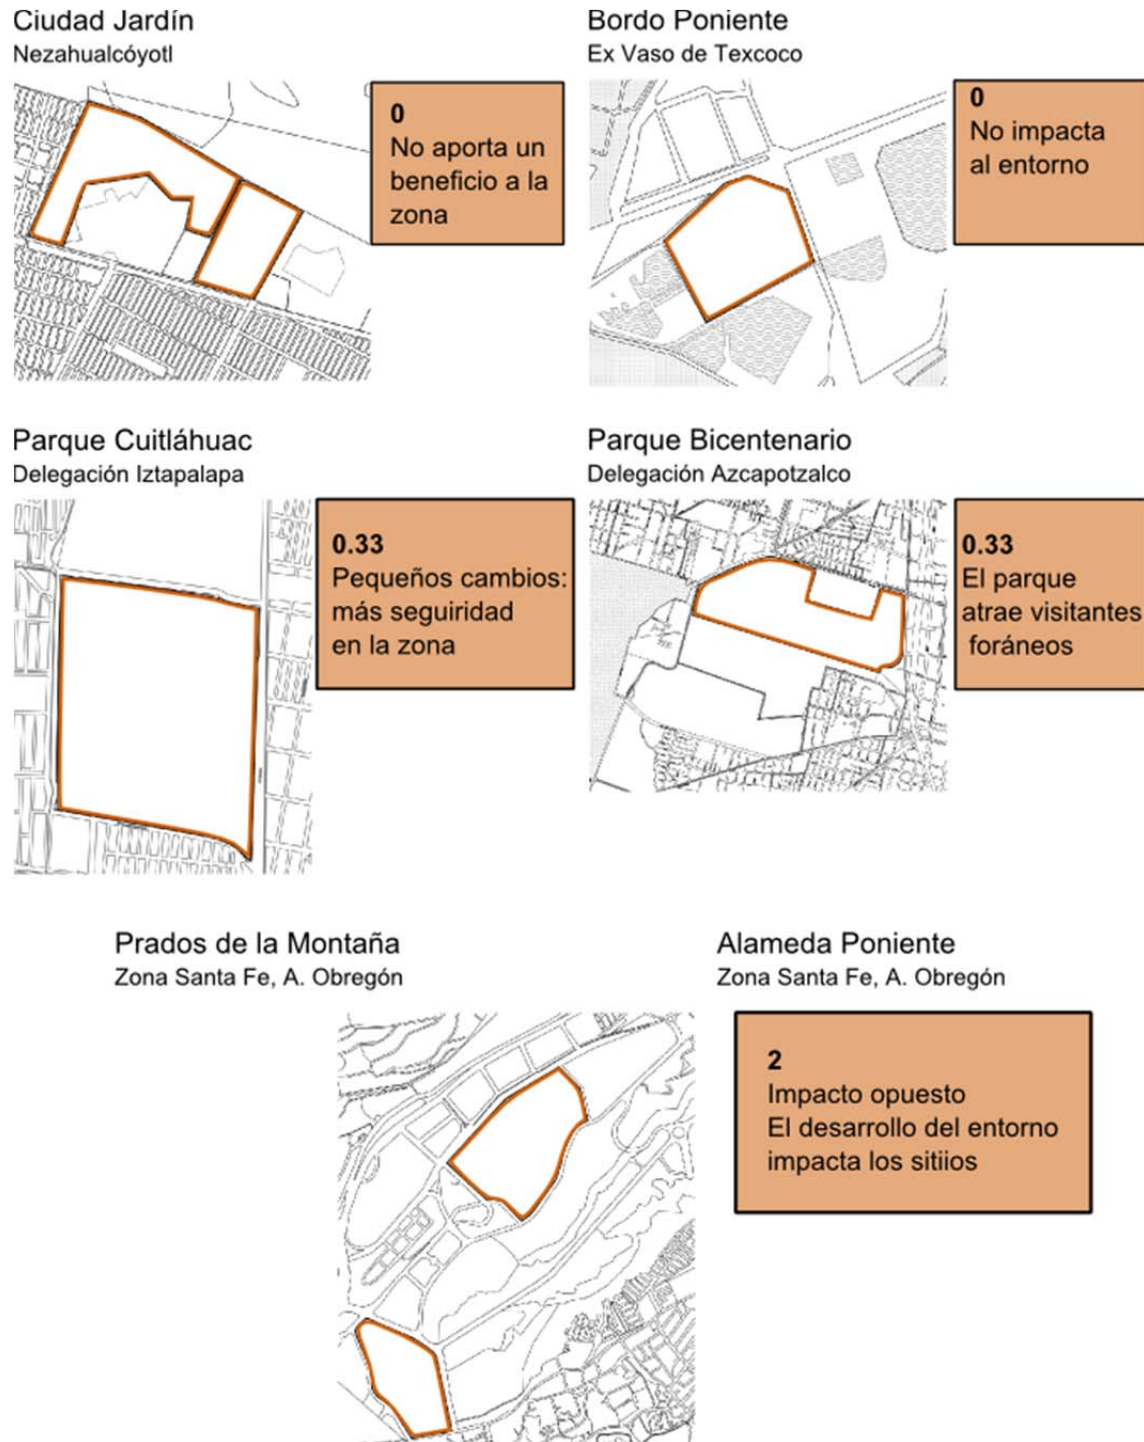 Ciudad Jardín
Nezahualcóyotl
0
No aporta un
beneficio a la
zona
Bordo Poniente
Ex Vaso de Texcoco
0
No impacta
al entorno
Parque Cuitláhuac
Delegación Iztapalapa
0.33
Pequeños cambios:
más seguiridad
en la zona
Parque Bicentenario
Delegación Azcapotzalco
0.33
El parque
atrae visitantes
foráneos
Prados de la Montaña
Zona Santa Fe, A. Obregón
Alameda Poniente
Zona Santa Fe, A. Obregón
2
Impacto opuesto
El desarrollo del entorno
impacta los sitiios